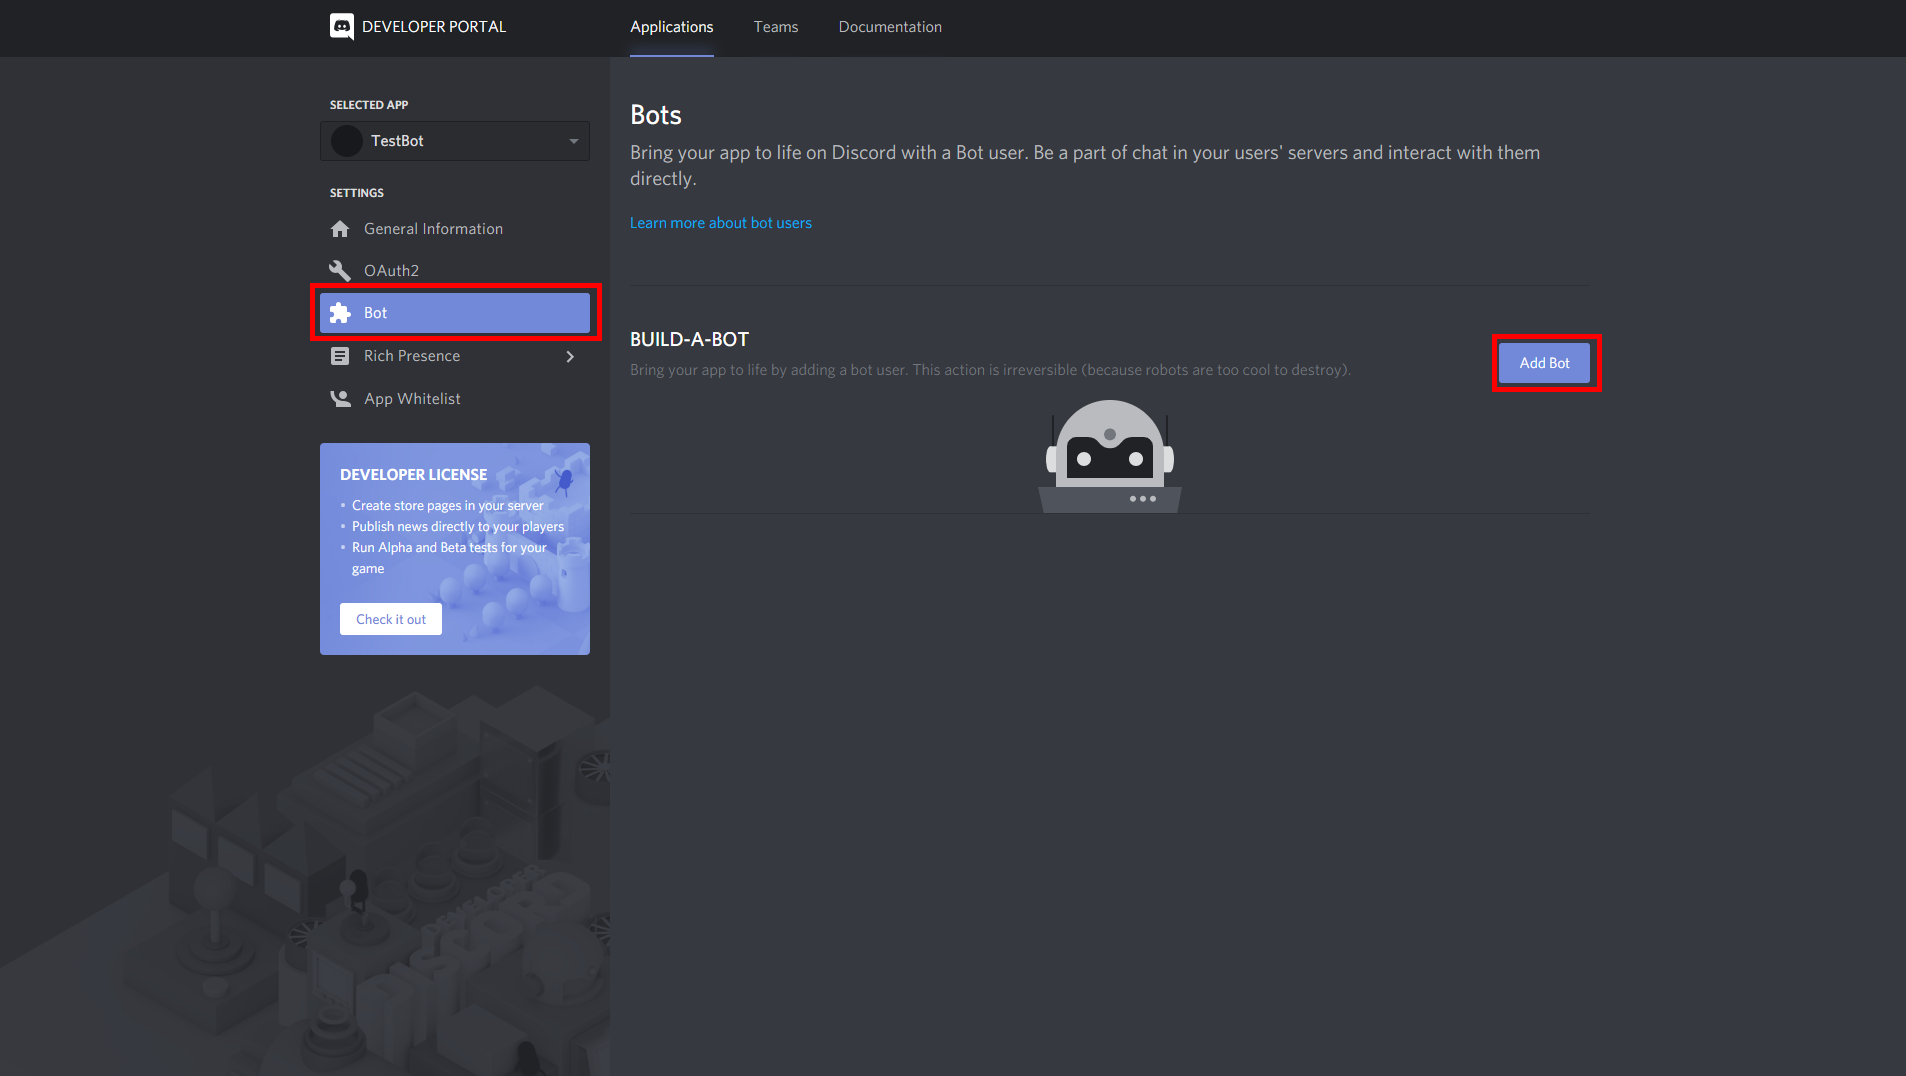 DEVELOPER PORTAL
Applications
Teams
Documentation
SELECTED APP
TestBot
SETTINGS
General Information
OAuth2
Bot
Rich Presence
App Whitelist
DEVELOPER LICENSE
• Create store pages in your server
• Publish news directly to your players
• Run Alpha and Beta tests for your
game
Check it out
Bots
Bring your app to life on Discord with a Bot user. Be a part of chat in your users' servers and interact with them
directly.
Learn more about bot users
BUILD-A-BOT
Bring your app to life by adding a bot user. This action is irreversible (because robots are too cool to destroy).
Add Bot